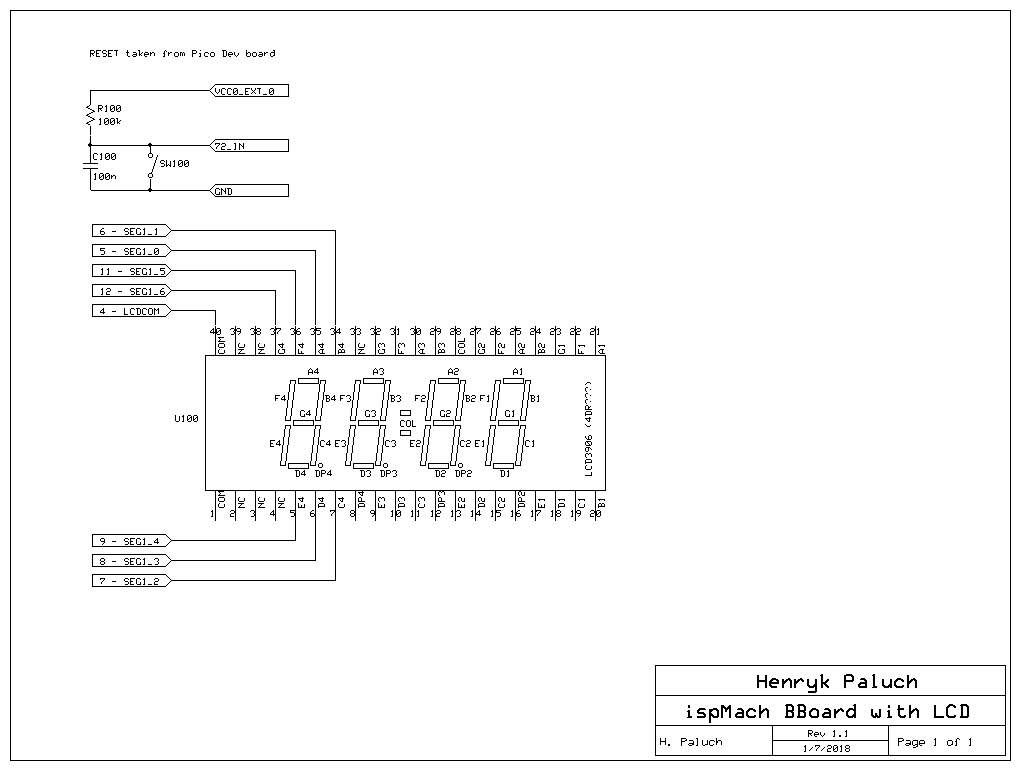 RESET taken from Pico Dev board
VCC0_EXT_0
R100
100k
72_IN
C100
SW100
100n
GND
6 - SEG1_1
5 - SEG1_0
11 - SEG1_5
12 - SEG1_6
4 - LCDCOM
40 39 38 37 36 35 34 33 32 31 30 29 28 27 26 25 24 23 22 21
COM NC NC G4 F4 A4 B4 NC G3 F3 A3 B3 COL G2 F2 A2 B2 G1 F1 A1
A4 A3 A2 A1
F4 B4 F3 B3 F2 B2 F1 B1
U100
G4 G3 G2 G1
COL
E4 C4 E3 C3 E2 C2 E1 C1
D4 DP4 D3 DP3 D2 DP2 D1
LCD3906 (4DR????)
COM NC NC NC E4 D4 C4 DP4 E3 D3 C3 DP3 E2 D2 C2 DP2 E1 D1 C1 B1
1 2 3 4 5 6 7 8 9 10 11 12 13 14 15 16 17 18 19 20
9 - SEG1_4
8 - SEG1_3
7 - SEG1_2
Henryk Paluch
ispMach BBoard with LCD
H. Paluch
Rev 1.1
1/7/2018
Page 1 of 1